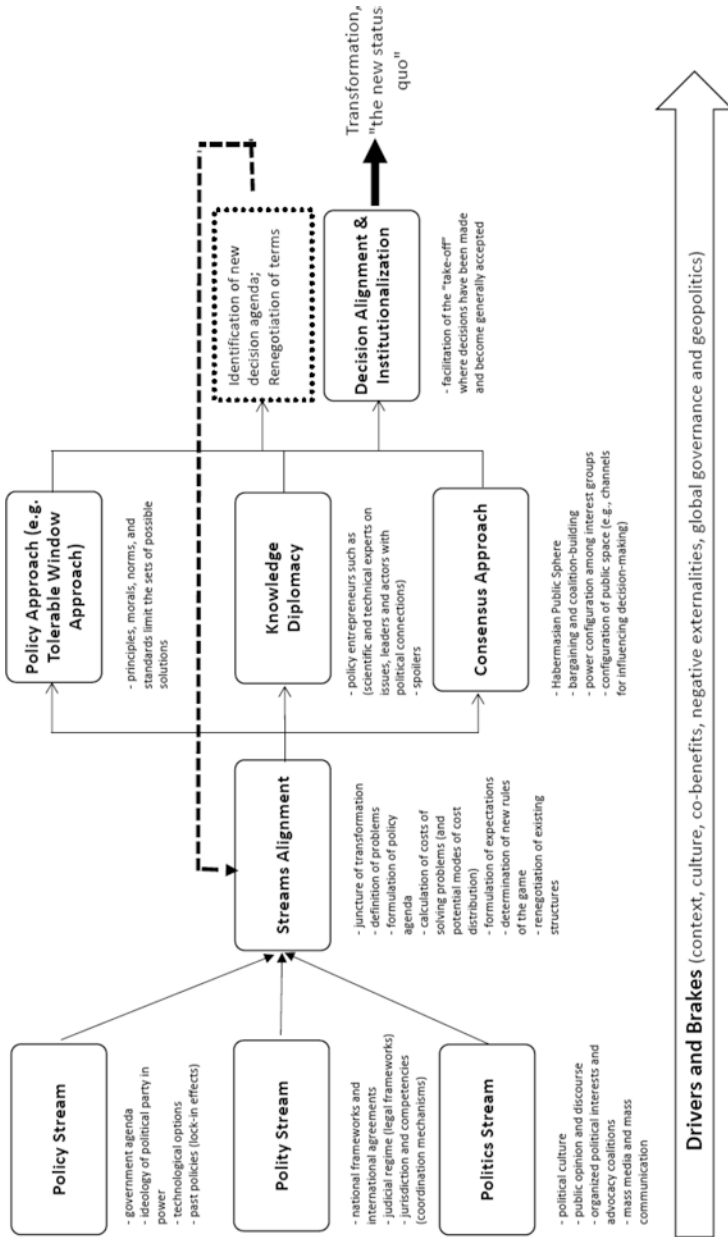 Policy Stream
- government agenda
- ideology of political party in
power
- technological options
- past policies (lock-in effects)
Polity Stream
- national frameworks and
international agreements
- judicial regime (legal frameworks)
- jurisdiction and competencies
(coordination mechanisms)
Politics Stream
- political culture
- public opinion and discourse
- organized political interests and
advocacy coalitions
- mass media and mass
communication
Streams Alignment
- juncture of transformation
- definition of problems
- formulation of policy
agenda
- calculation of costs of
solving problems (and
potential modes of cost
distribution)
- formulation of expectations
- determination of new rules
of the game
- renegotiation of existing
structures
Policy Approach (e.g.
Tolerable Window
Approach)
- principles, morals, norms, and
standards limit the sets of possible
solutions
Knowledge
Diplomacy
- policy entrepreneurs such as
(scientific and technical experts on
issues, leaders and actors with
political connections)
- spoilers
Consensus Approach
- Habermasian Public Sphere
- bargaining and coalition-building
- power configuration among interest groups
- configuration of public space (e.g., channels
for influencing decision-making)
Identification of new
decision agenda;
Renegotiation of terms
Decision Alignment &
Institutionalization
- facilitation of the "take-off"
where decisions have been made
and become generally accepted
Transformation,
"the new status
quo"
Drivers and Brakes (context, culture, co-benefits, negative externalities, global governance and geopolitics)